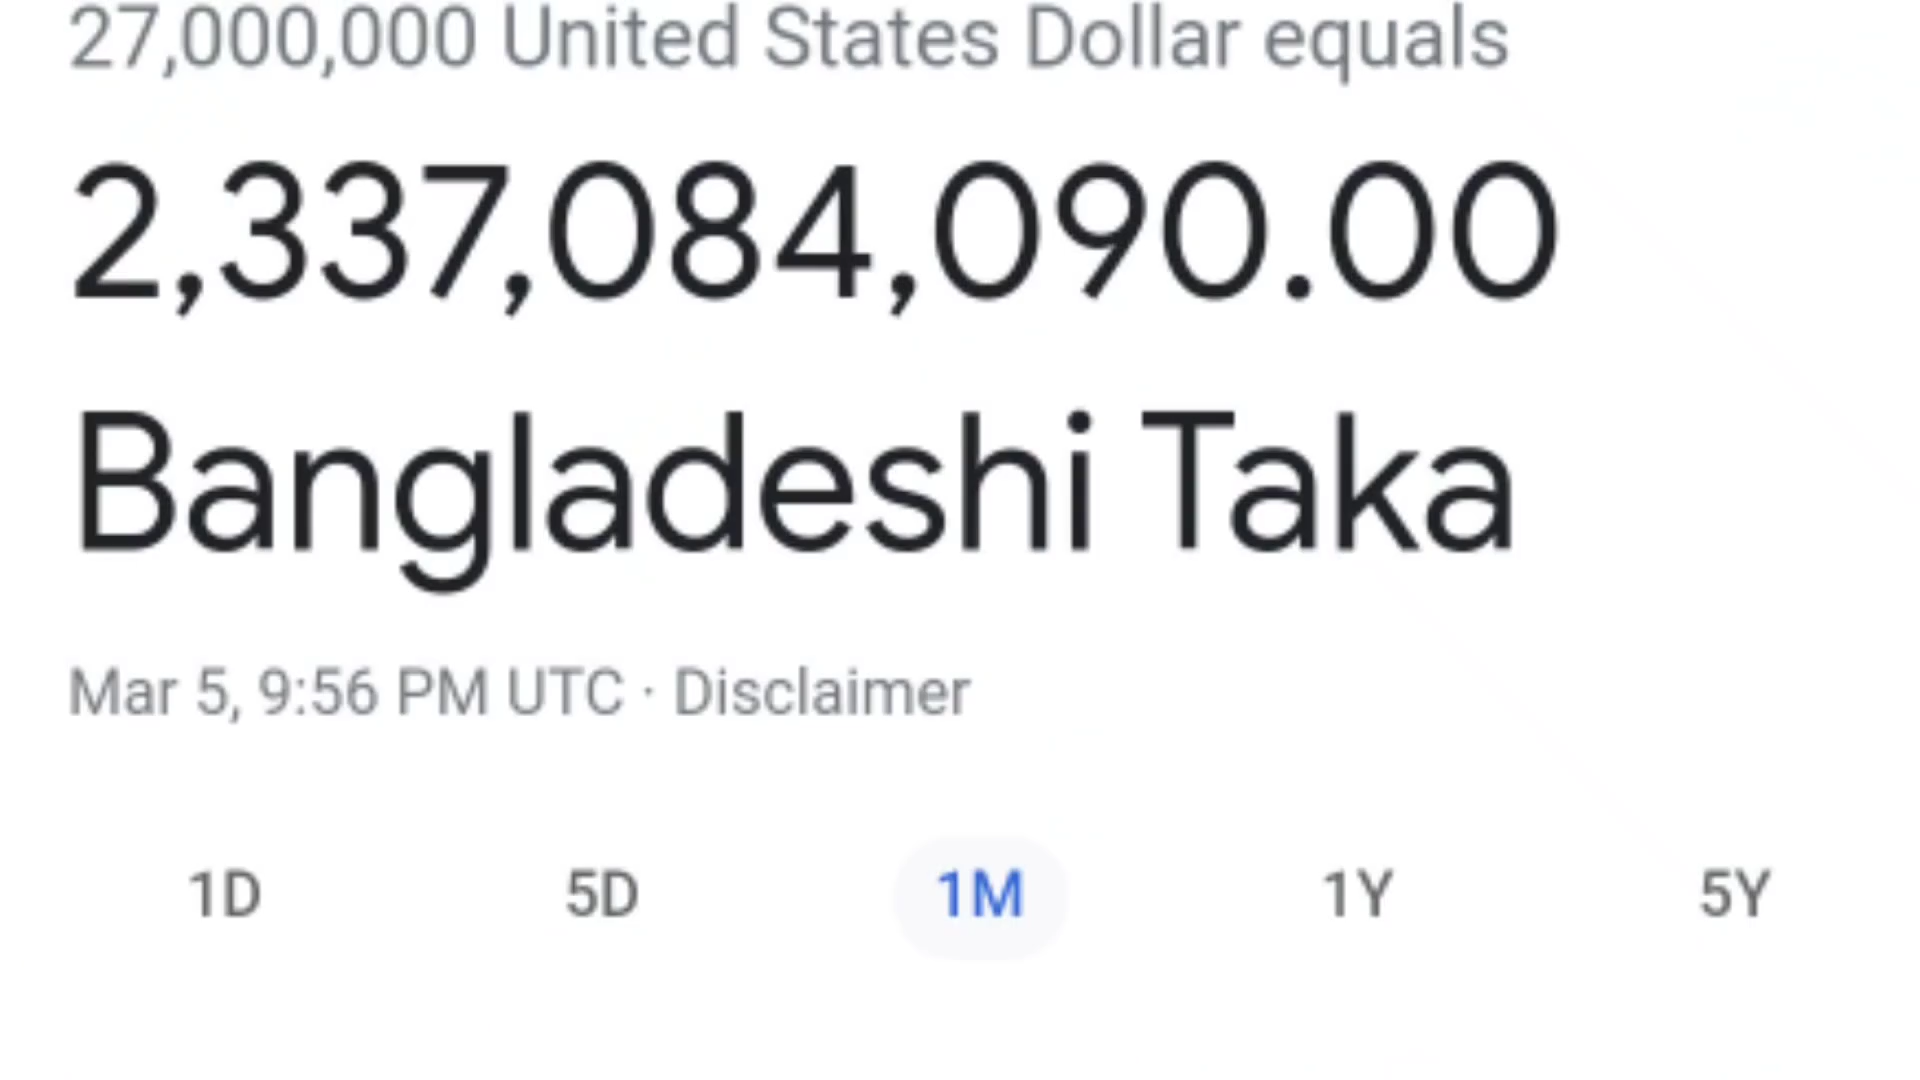 27,000,000 United States Dollar equals
2,337,084,090.00
Bangladeshi Taka
Mar 5, 9:56 PM UTC · Disclaimer
1D 5D 1M 1Y 5Y